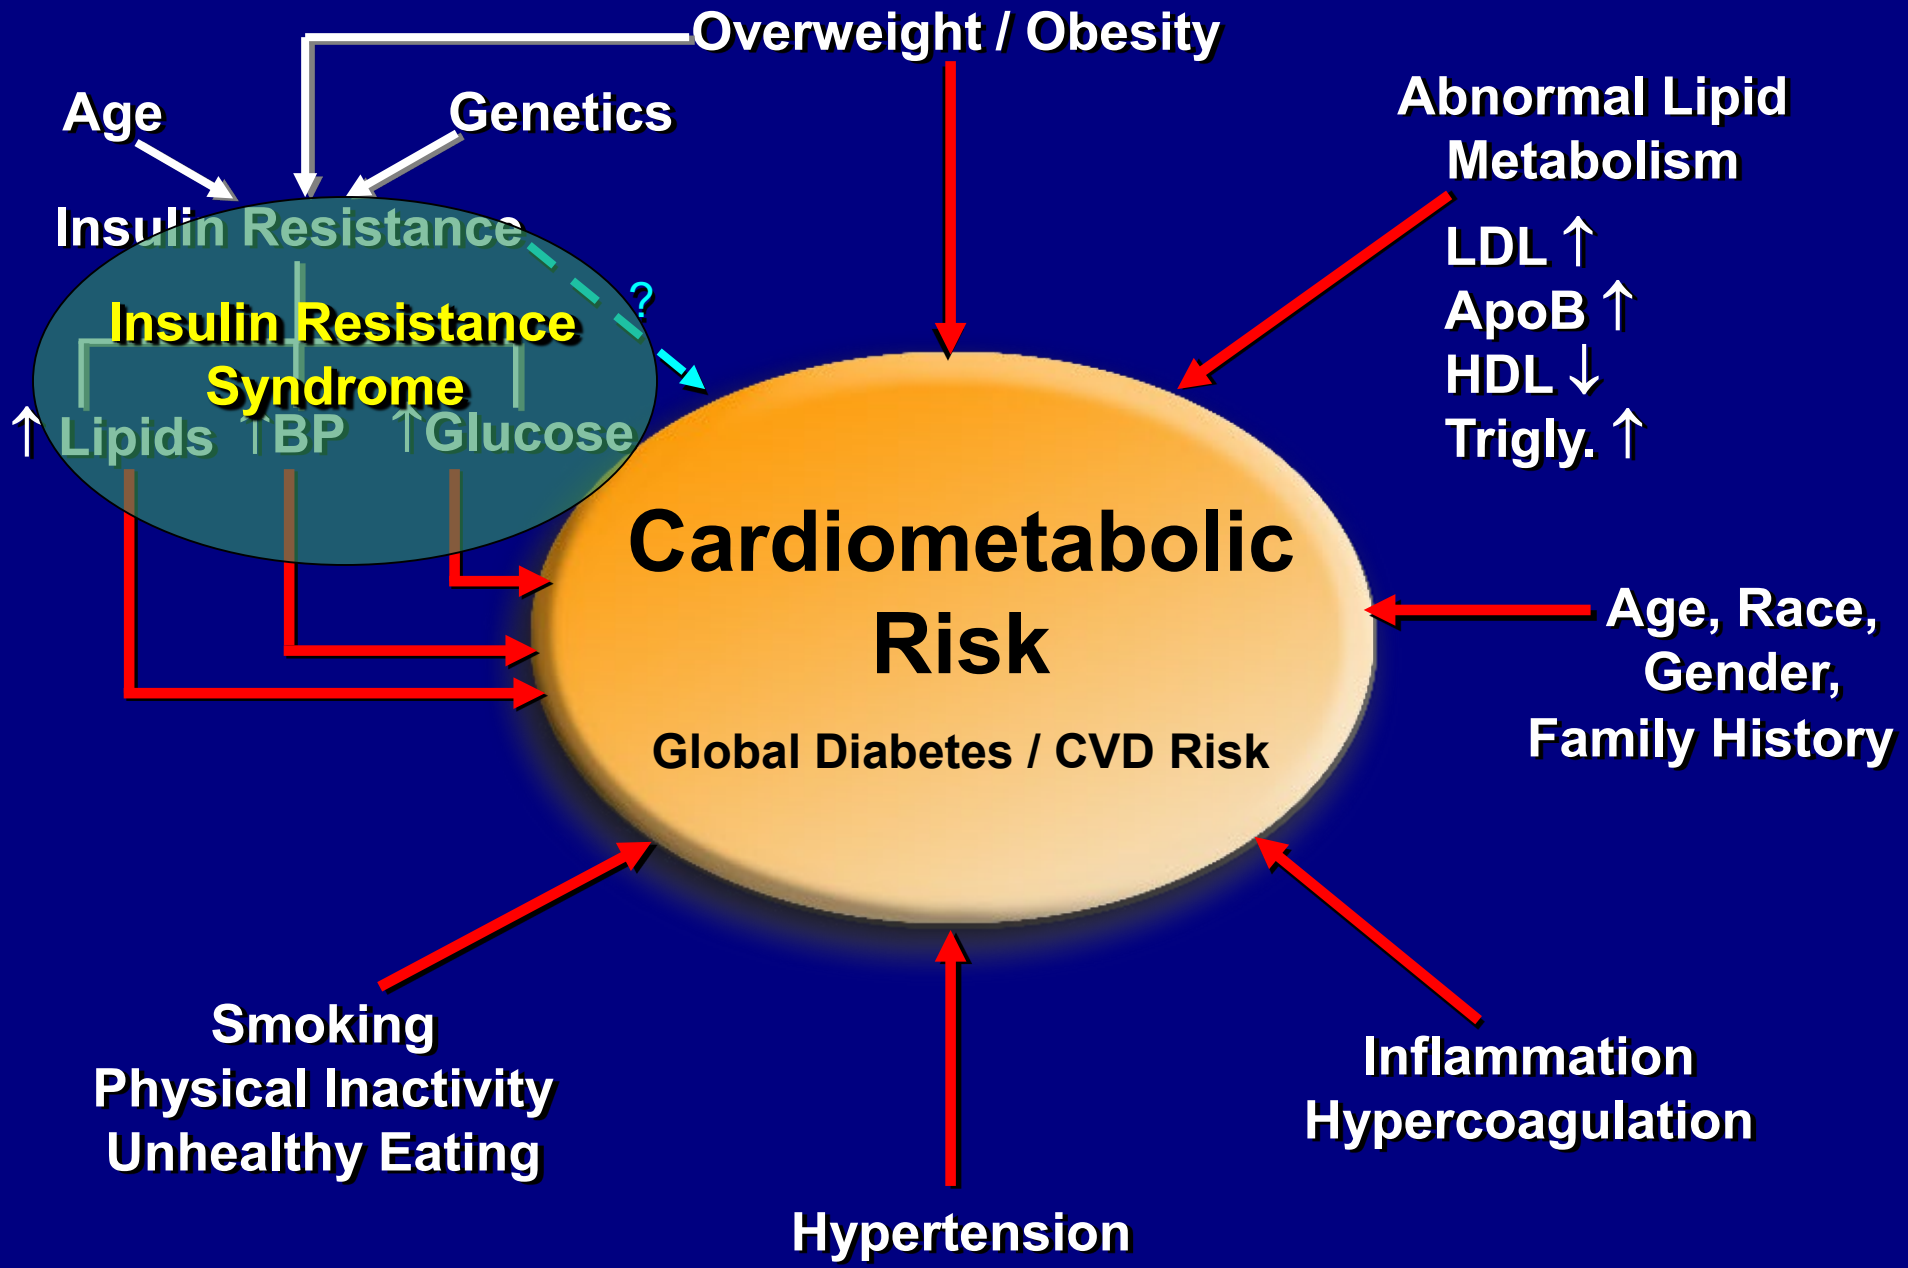 Overweight / Obesity
Age
Genetics
Insulin Resistance
?
Insulin Resistance
Syndrome
↑ Lipids ↑BP ↑Glucose
Abnormal Lipid
Metabolism
LDL ↑
ApoB ↑
HDL ↓
Trigly. ↑
Cardiometabolic
Risk
Global Diabetes / CVD Risk
Age, Race,
Gender,
Family History
Smoking
Physical Inactivity
Unhealthy Eating
Inflammation
Hypercoagulation
Hypertension